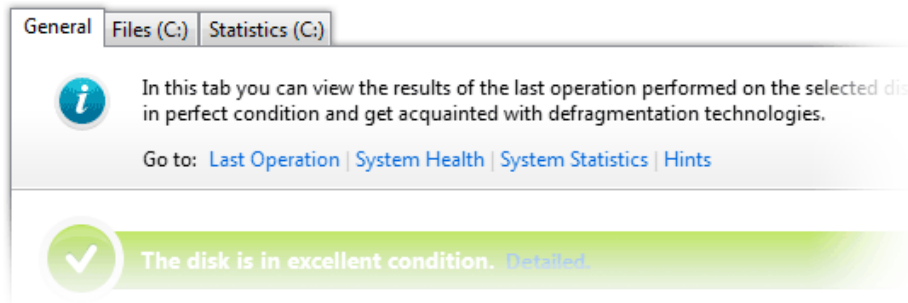 General Files (C:) Statistics (C:)
In this tab you can view the results of the last operation performed on the selected
in perfect condition and get acquainted with defragmentation technologies.
Go to: Last Operation | System Health | System Statistics | Hints
The disk is in excellent condition. Detailed.